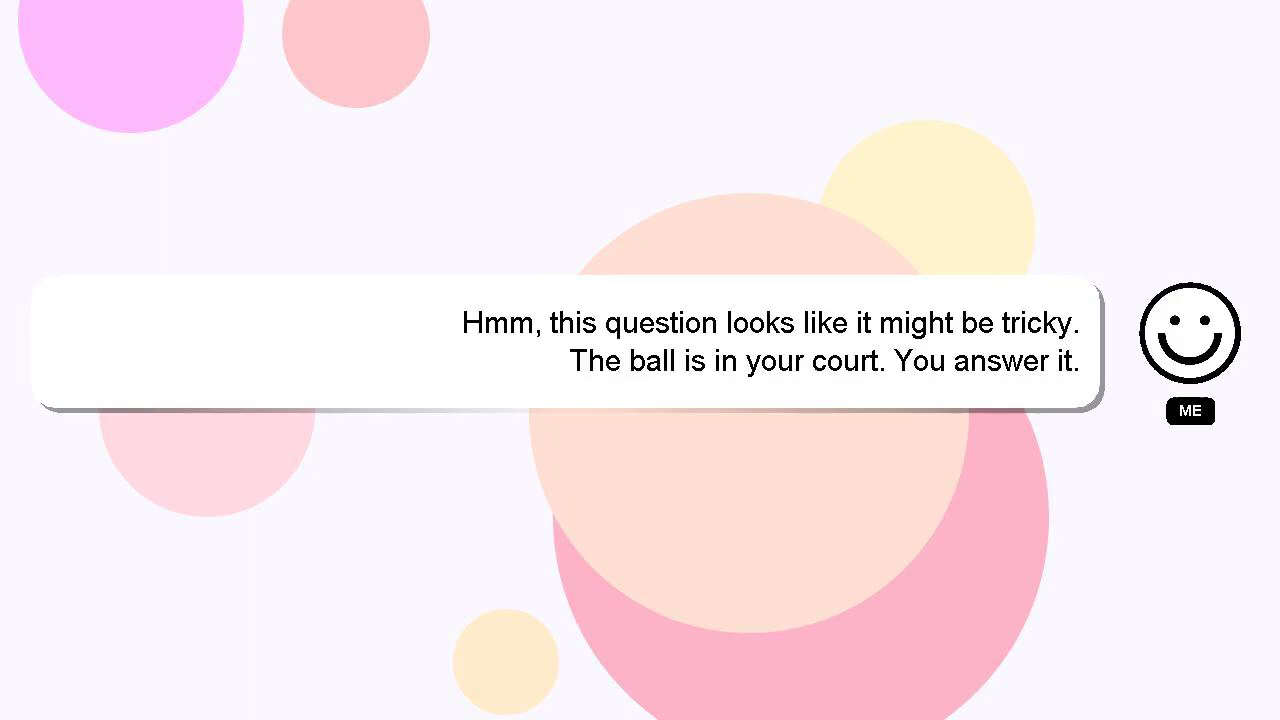 Hmm, this question looks like it might be tricky.
The ball is in your court. You answer it.
ME